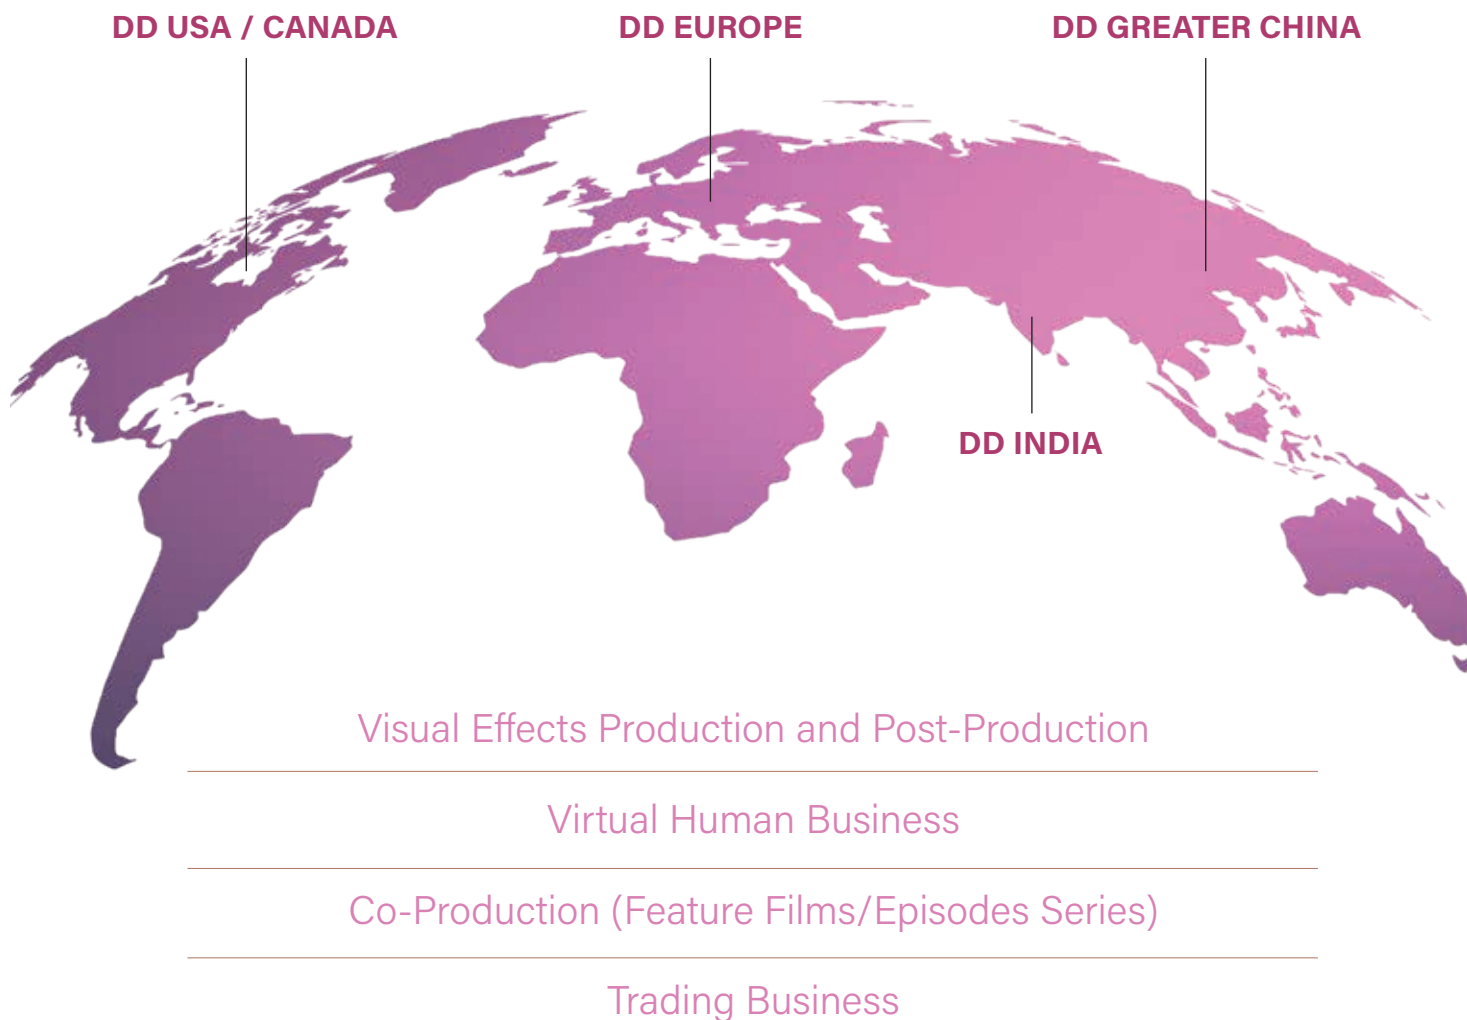 DD USA / CANADA
DD EUROPE
DD GREATER CHINA
DD INDIA
Visual Effects Production and Post-Production
Virtual Human Business
Co-Production (Feature Films/Episodes Series)
Trading Business